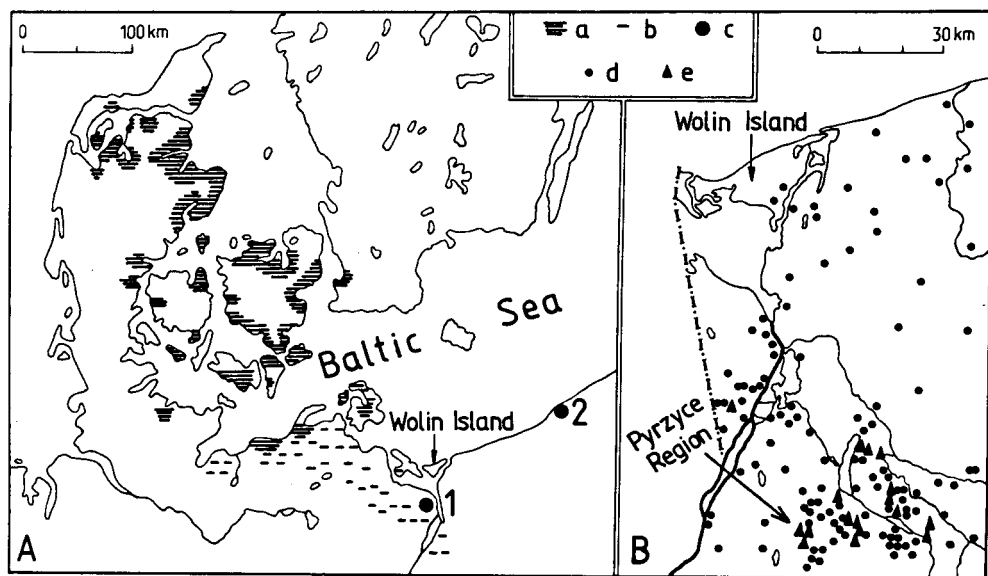 0 100 km
a b c
d e
0 30 km
Wolin Island
Baltic Sea
Wolin Island
2
1
Pyrzyce
Region
A
B